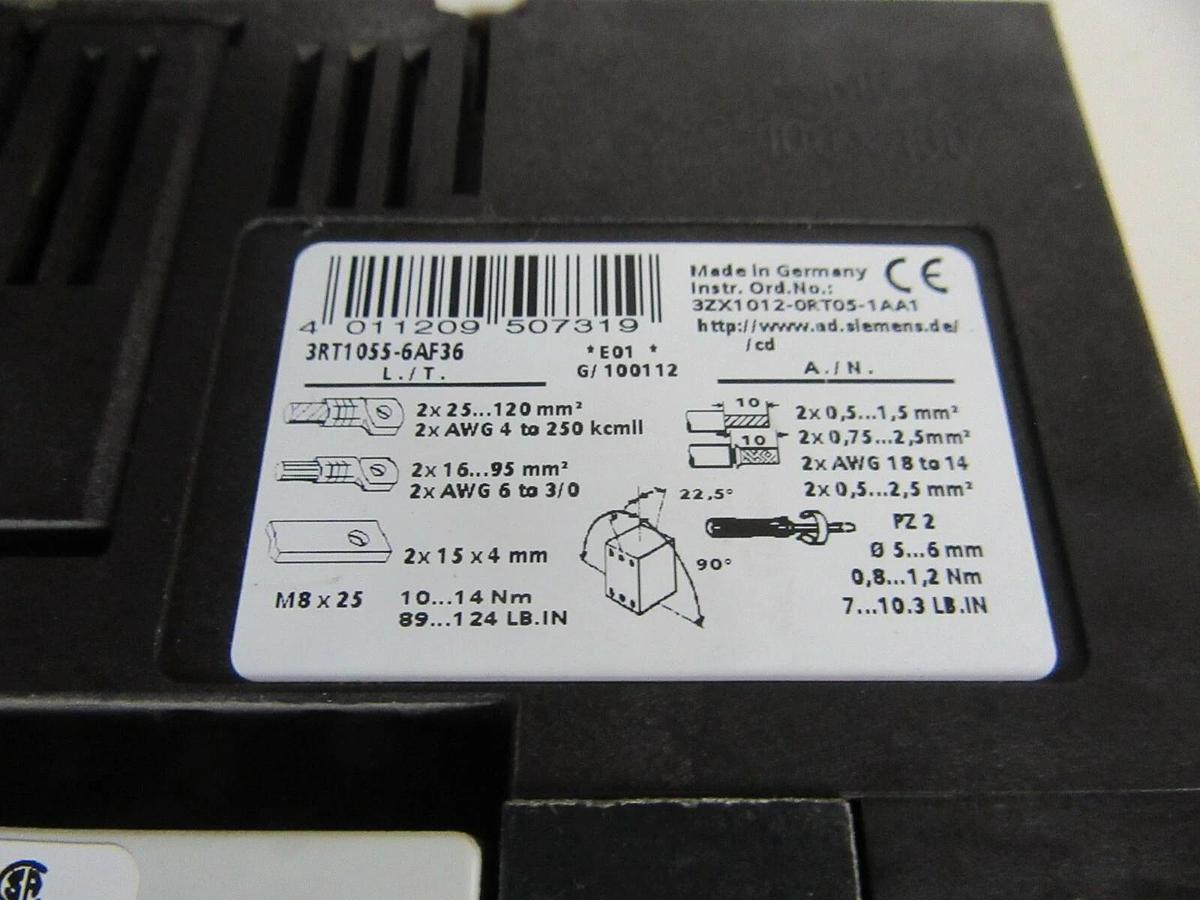 4 011209 507319
3RT1055-6AF36
*E01 *
G/100112
Made in Germany
CE
Instr. Ord.No.:
3ZX1012-0RT05-1AA1
http://www.ad.siemens.de/
/cd
L./T.
2x 25...120 mm²
2x AWG 4 to 250 kcmil
2x 16...95 mm²
2x AWG 6 to 3/0
2x 15 x 4 mm
M8 x 25
10...14 Nm
89...124 LB.IN
22,5°
90°
A./N.
10
2x 0,5...1,5 mm²
10
2x 0,75...2,5mm²
2x AWG 18 to 14
2x 0,5...2,5 mm²
PZ 2
Ø 5...6 mm
0,8...1,2 Nm
7...10.3 LB.IN
SA